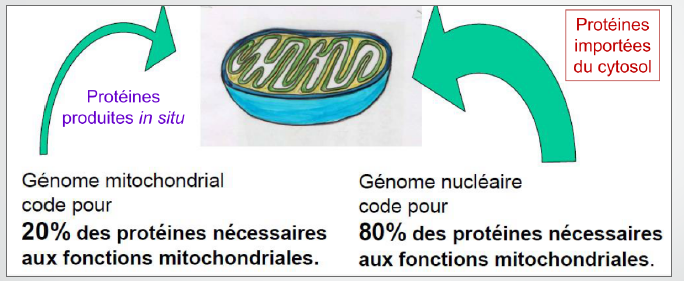 Protéines
produites in situ
Protéines
importées
du cytosol
Génome mitochondrial
code pour
20% des protéines nécessaires
aux fonctions mitochondriales.
Génome nucléaire
code pour
80% des protéines nécessaires
aux fonctions mitochondriales.